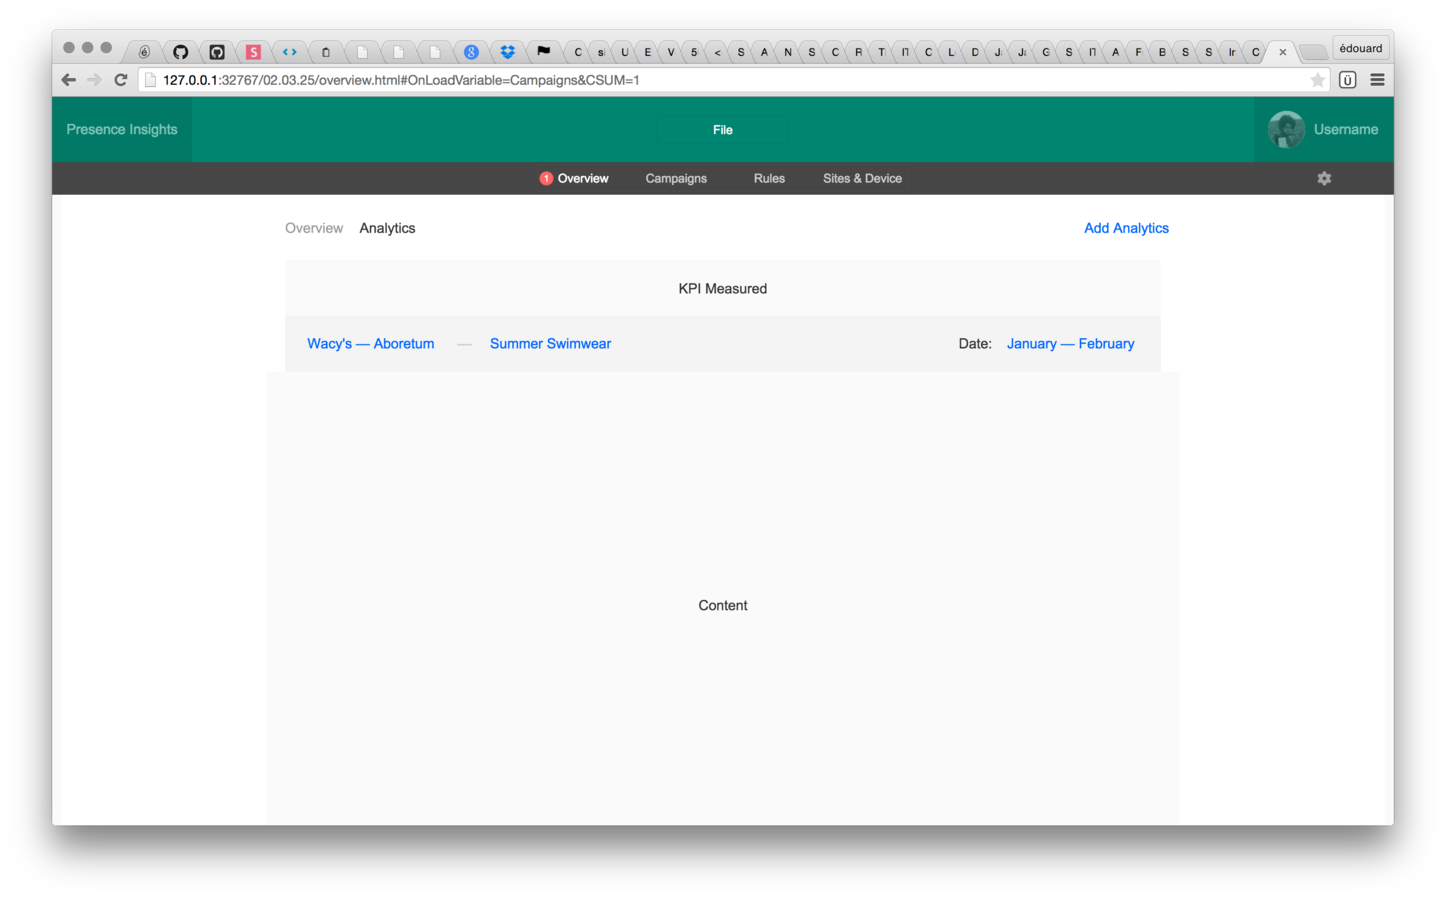 é S 8 C s U E V 5 < S A N S C R T C L D J J G S A F B S S Ir C × édouard
127.0.0.1:32767/02.03.25/overview.html#OnLoadVariable=Campaigns&CSUM=1 ü
Presence Insights File Username
1 Overview Campaigns Rules Sites & Device
Overview Analytics Add Analytics
KPI Measured
Wacy's — Aboretum — Summer Swimwear Date: January — February
Content